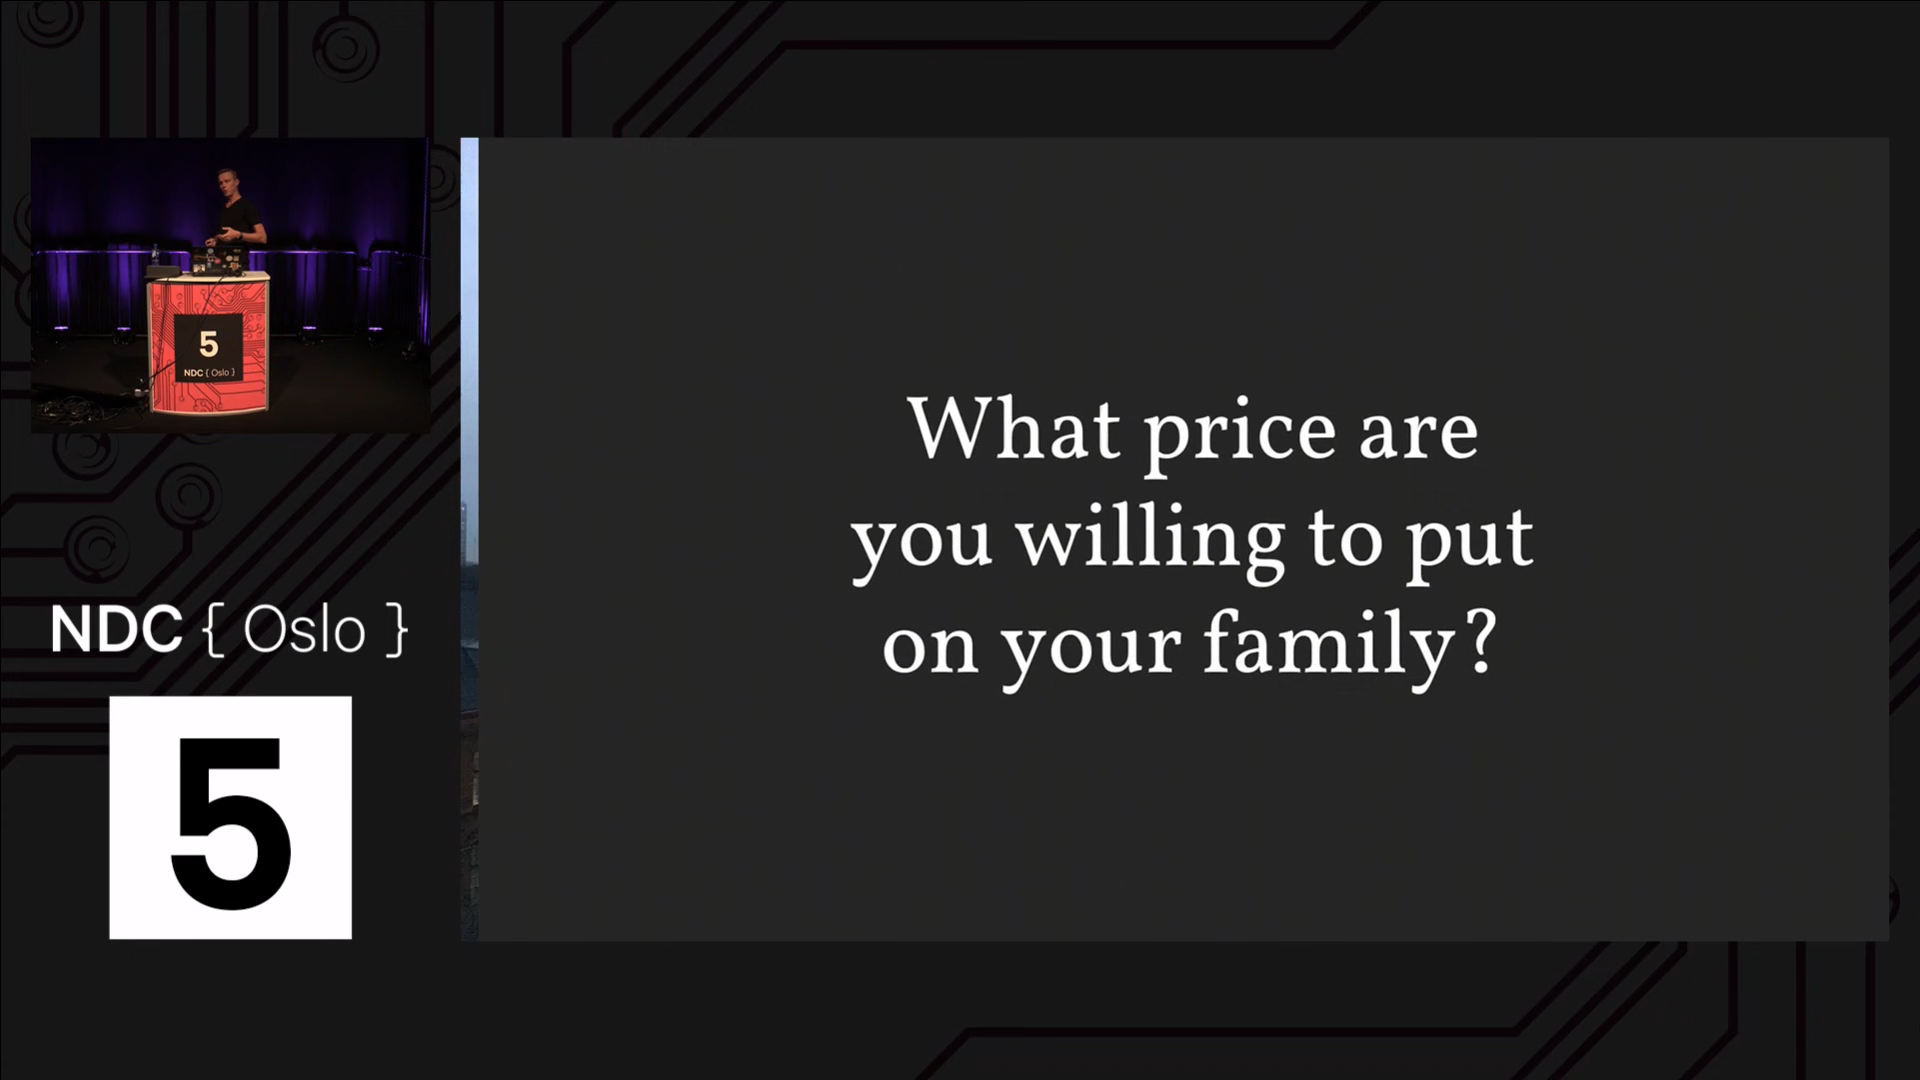 5
NDC { Oslo }
NDC { Oslo }
5
What price are
you willing to put
on your family?